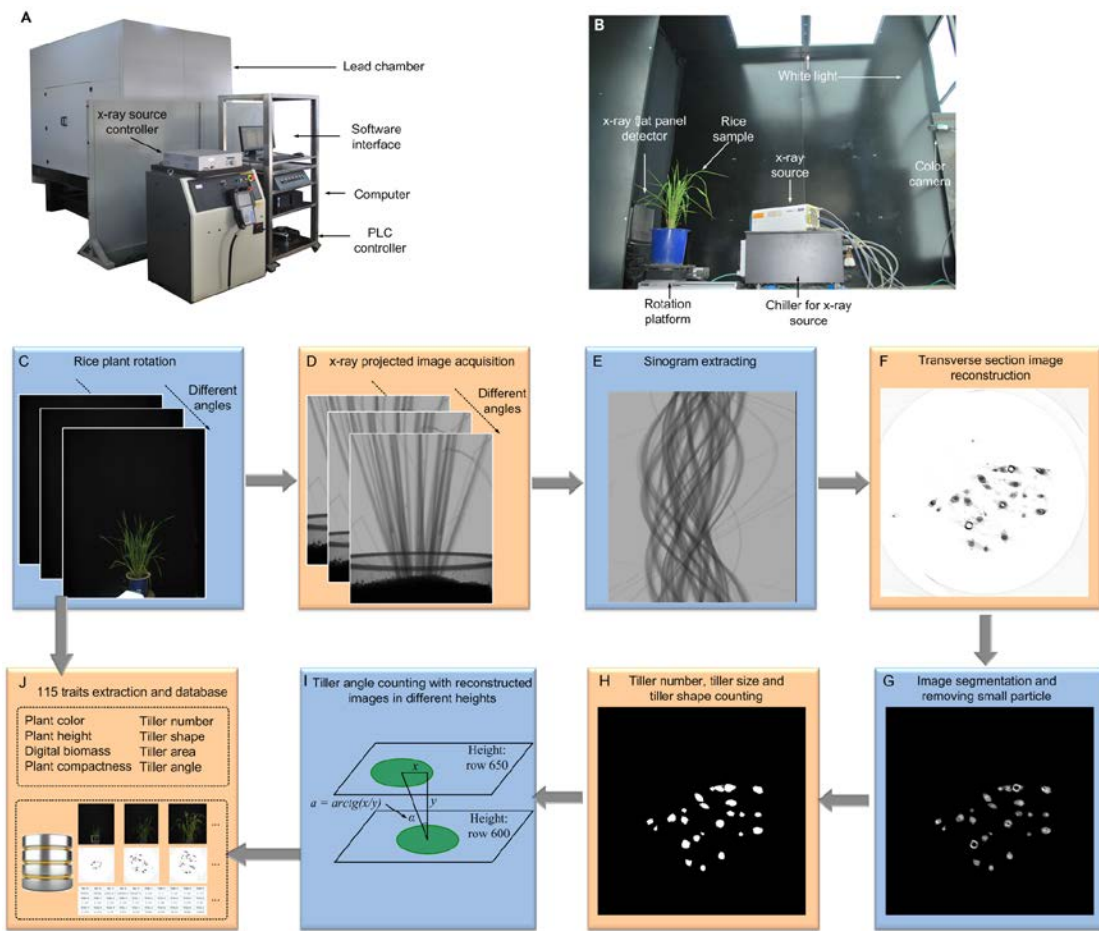 A
Lead chamber
x-ray source
controller
Software
interface
Computer
PLC
controller
B
White light
x-ray flat panel
detector
Rice
sample
x-ray
source
Color
camera
Rotation
platform
Chiller for x-ray
source
C
Rice plant rotation
Different
angles
D
x-ray projected image acquisition
Different
angles
E
Sinogram extracting
F
Transverse section image
reconstruction
J
115 traits extraction and database
Plant color
Plant height
Digital biomass
Plant compactness
Tiller number
Tiller shape
Tiller area
Tiller angle
...
...
...
I
Tiller angle counting with reconstructed
images in different heights
Height:
row 650
x
y
a = arctg(x/y)
α
Height:
row 600
H
Tiller number, tiller size and
tiller shape counting
G
Image segmentation and
removing small particle